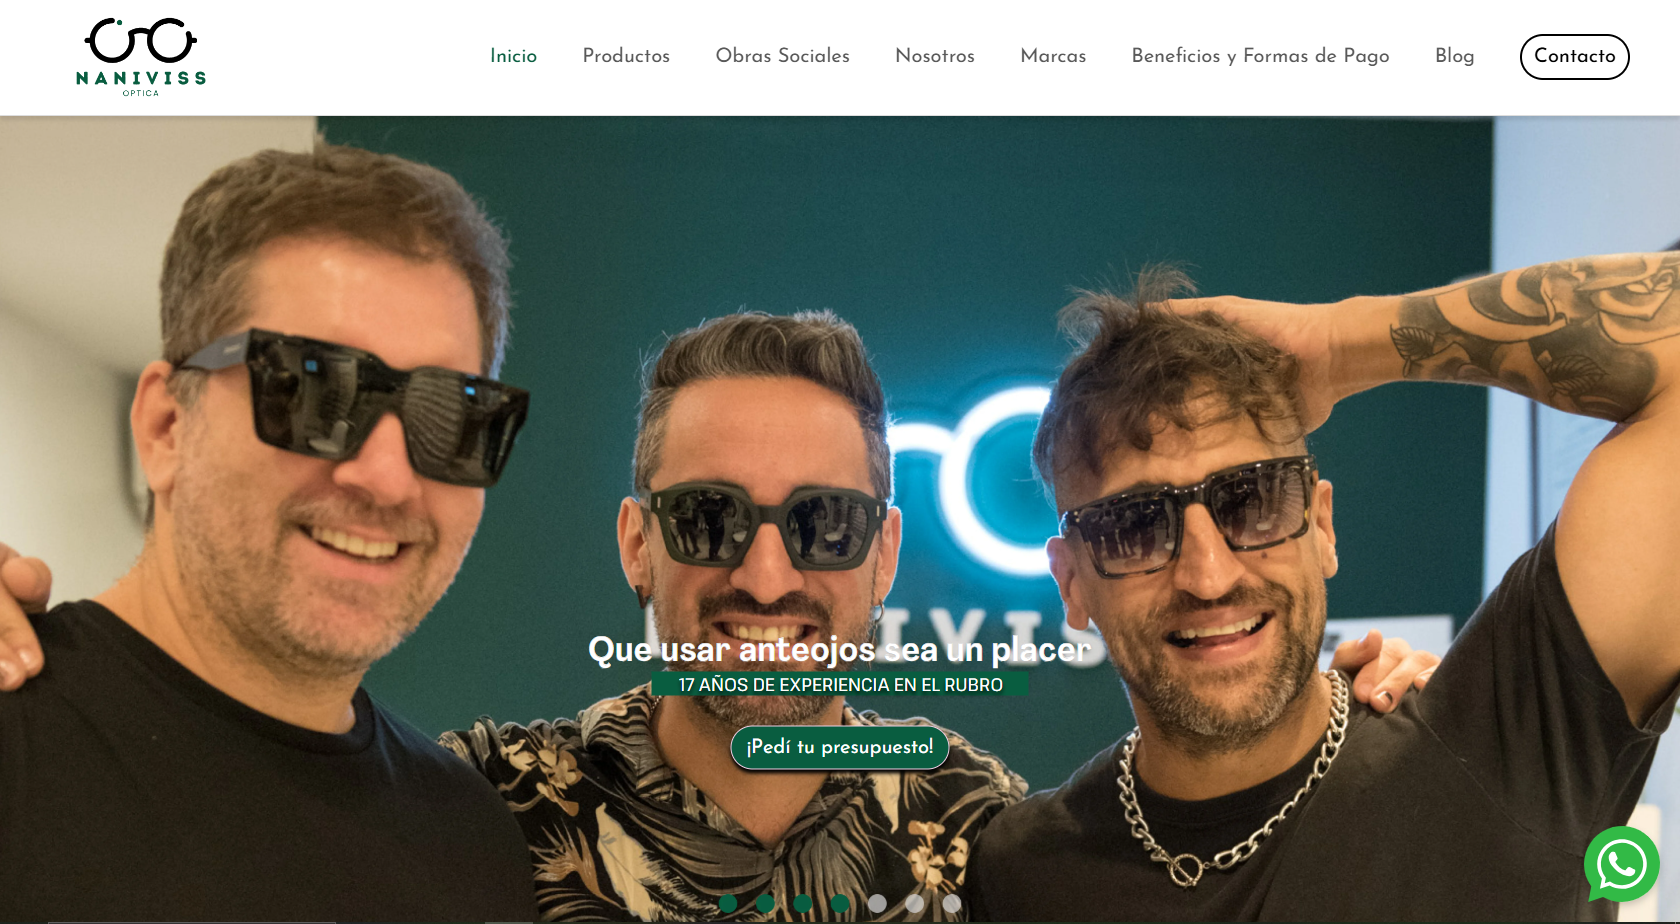 NANIVISS
OPTICA
Inicio
Productos
Obras Sociales
Nosotros
Marcas
Beneficios y Formas de Pago
Blog
Contacto
IVIS
Que usar anteojos sea un placer
17 AÑOS DE EXPERIENCIA EN EL RUBRO
¡Pedí tu presupuesto!